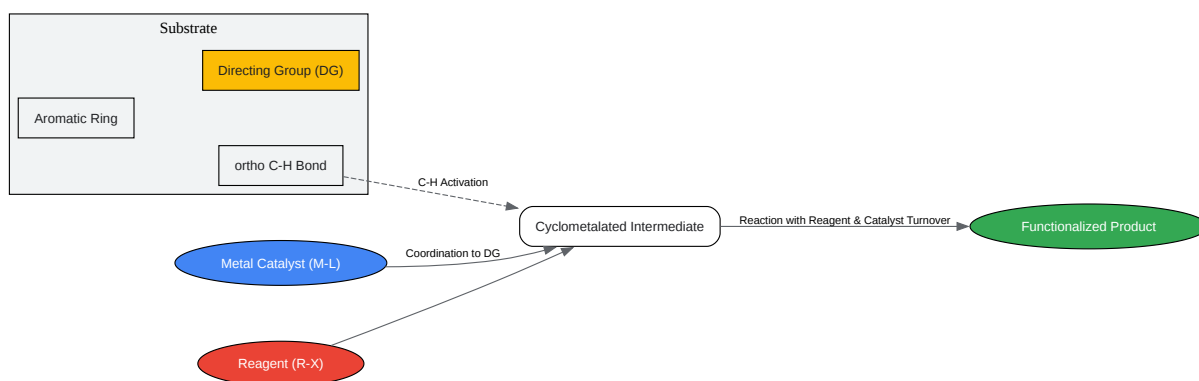 Substrate
Directing Group (DG)
Aromatic Ring
ortho C-H Bond
C-H Activation
Cyclometalated Intermediate
Reaction with Reagent & Catalyst Turnover
Functionalized Product
Metal Catalyst (M-L)
Coordination to DG
Reagent (R-X)